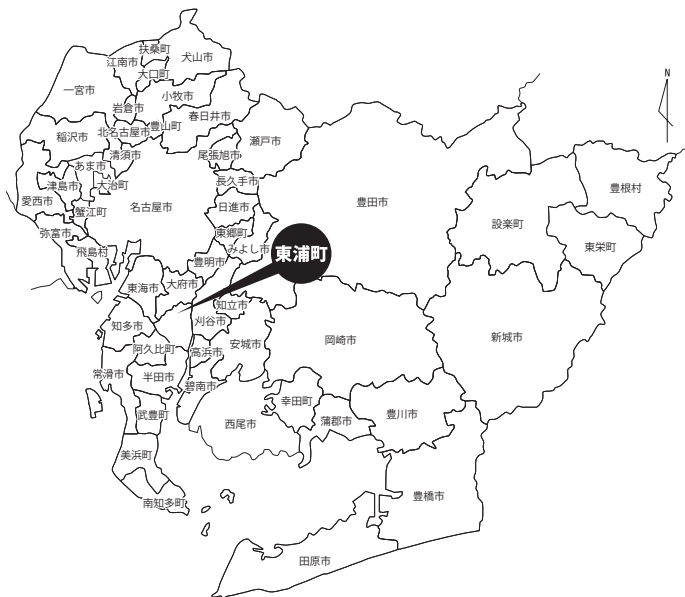 扶桑町
犬山市
江南市
大口町
N
一宮市
小牧市
岩倉市
春日井市
豊山町
北名古屋市
稲沢市
瀬戸市
清須市
尾張旭市
あま市
長久手市
津島市
大治町
愛西市
名古屋市
日進市
豊田市
豊根村
蟹江町
設楽町
弥富市
東郷町
東栄町
みよし市
飛島村
東浦町
豊明市
東海市
大府市
知立市
知多市
刈谷市
岡崎市
新城市
安城市
阿久比町
高浜市
常滑市
半田市
碧南市
幸田町
武豊町
豊川市
西尾市
蒲郡市
美浜町
豊橋市
南知多町
田原市